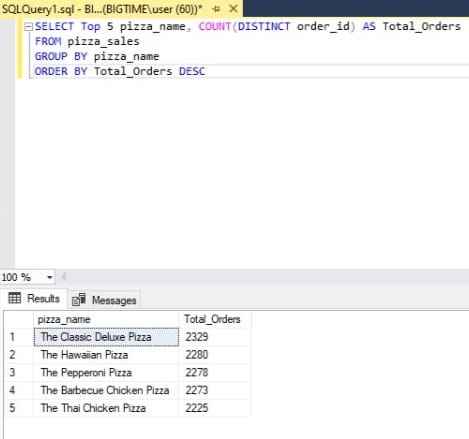 SQLQuery1.sql - BI...(BIGTIME\user (60))*
SELECT Top 5 pizza_name, COUNT(DISTINCT order_id) AS Total_Orders
FROM pizza_sales
GROUP BY pizza_name
ORDER BY Total_Orders DESC
100 %
Results Messages
pizza_name Total_Orders
1 The Classic Deluxe Pizza 2329
2 The Hawaiian Pizza 2280
3 The Pepperoni Pizza 2278
4 The Barbecue Chicken Pizza 2273
5 The Thai Chicken Pizza 2225